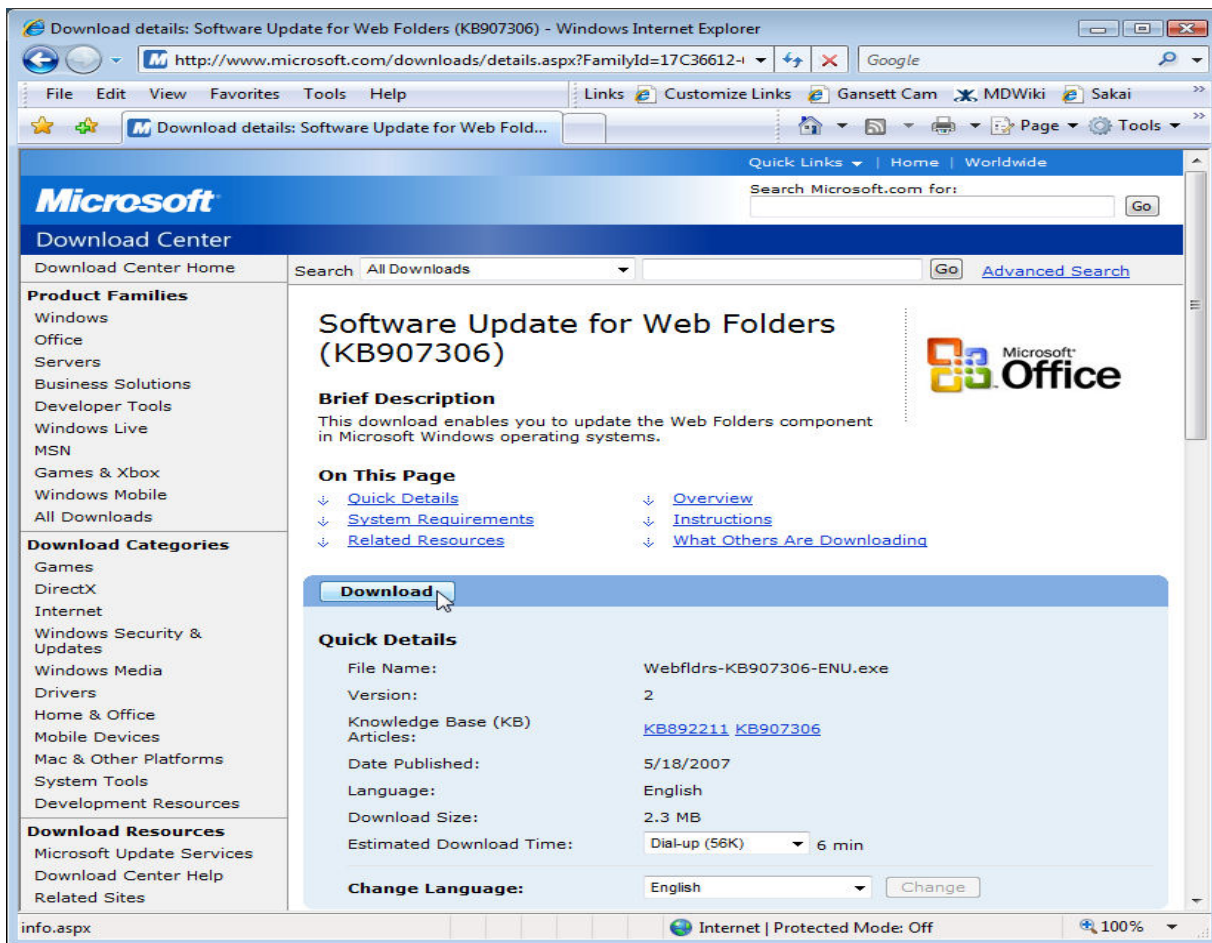 Download details: Software Update for Web Folders (KB907306) - Windows Internet Explorer
http://www.microsoft.com/downloads/details.aspx?FamilyId=17C36612-
Google
File Edit View Favorites Tools Help
Links Customize Links Gansett Cam MDWiki Sakai
Download details: Software Update for Web Fold...
Page Tools
Quick Links | Home | Worldwide
Microsoft
Search Microsoft.com for:
Go
Download Center
Download Center Home
Search All Downloads Go Advanced Search
Product Families
Windows
Office
Servers
Business Solutions
Developer Tools
Windows Live
MSN
Games & Xbox
Windows Mobile
All Downloads
Download Categories
Games
DirectX
Internet
Windows Security &
Updates
Windows Media
Drivers
Home & Office
Mobile Devices
Mac & Other Platforms
System Tools
Development Resources
Download Resources
Microsoft Update Services
Download Center Help
Related Sites
Software Update for Web Folders
(KB907306)
Microsoft
Office
Brief Description
This download enables you to update the Web Folders component
in Microsoft Windows operating systems.
On This Page
Quick Details Overview
System Requirements Instructions
Related Resources What Others Are Downloading
Download
Quick Details
File Name: Webfldrs-KB907306-ENU.exe
Version: 2
Knowledge Base (KB)
Articles: KB892211 KB907306
Date Published: 5/18/2007
Language: English
Download Size: 2.3 MB
Estimated Download Time: Dial-up (56K) 6 min
Change Language: English Change
info.aspx
Internet | Protected Mode: Off
100%